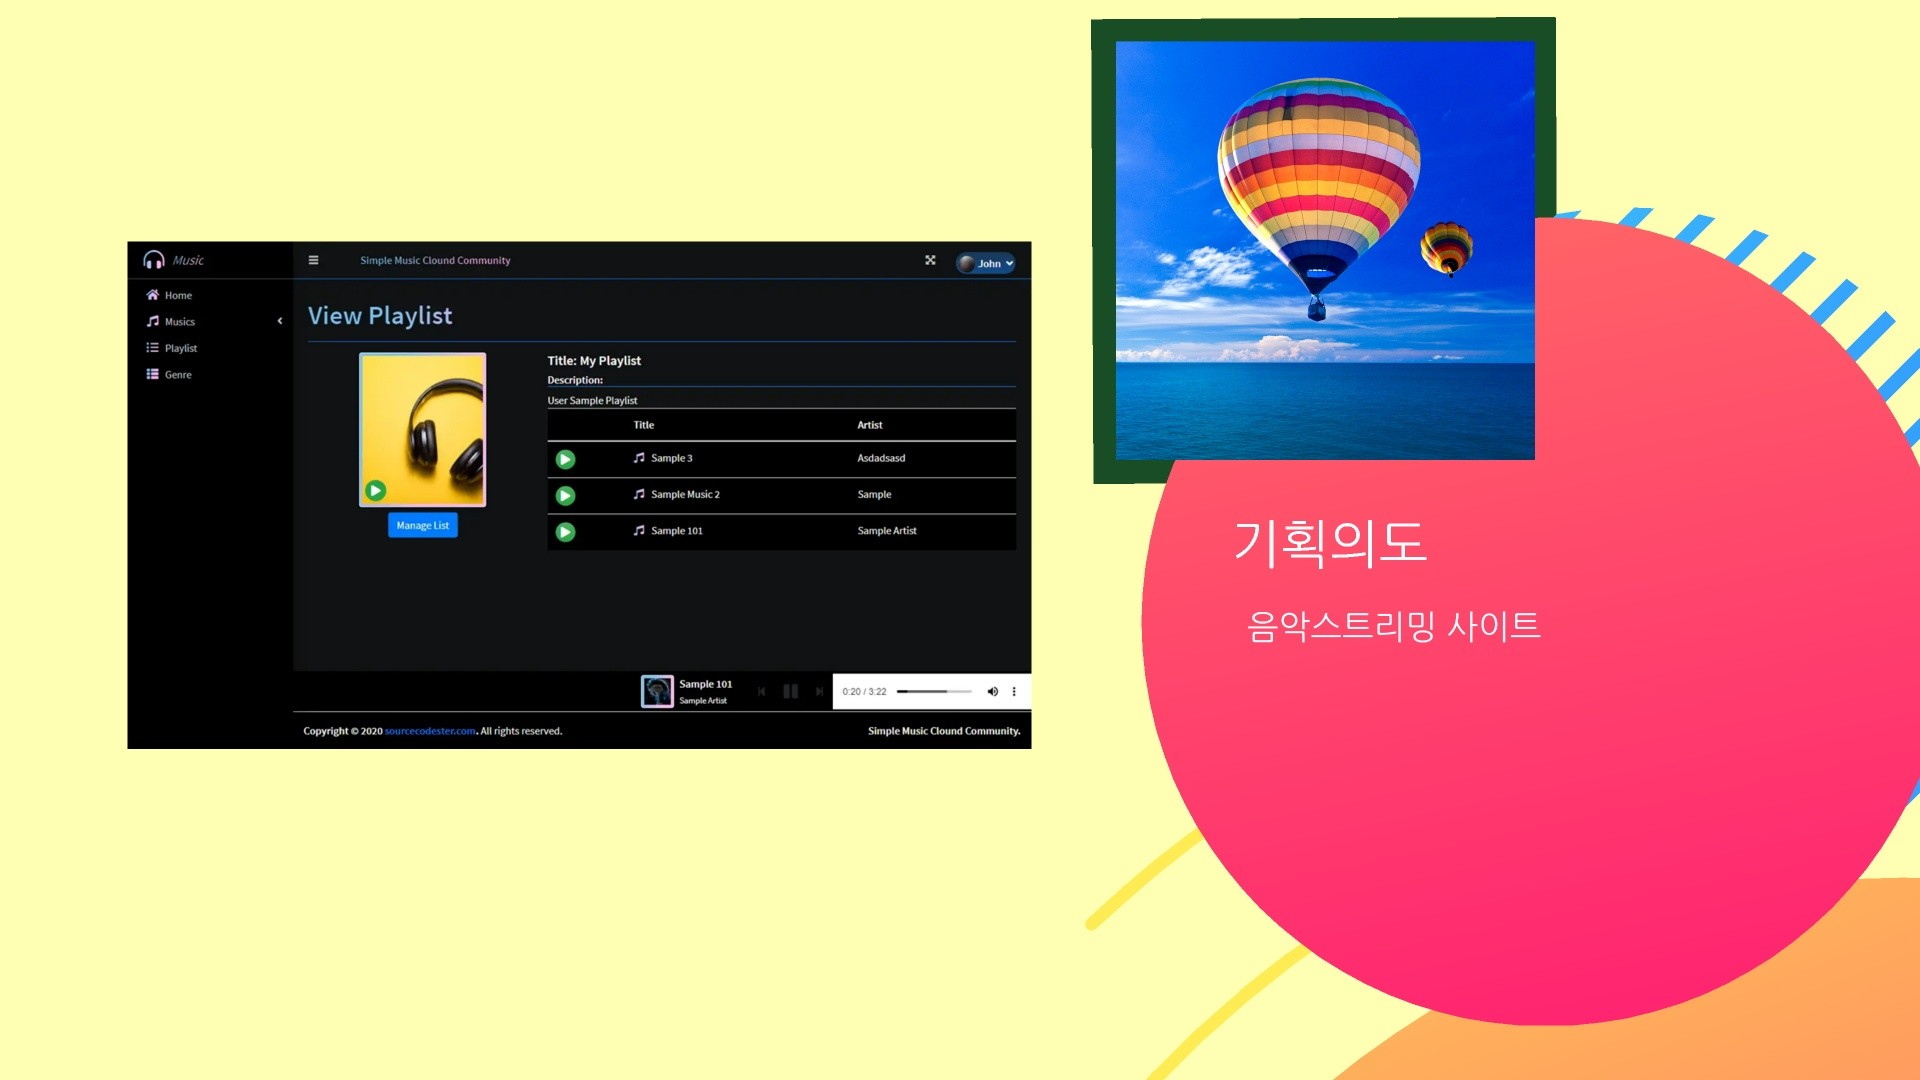 Music
Simple Music Clound Community
John
Home
Musics
Playlist
Genre
View Playlist
Manage List
Title: My Playlist
Description:
User Sample Playlist
Title Artist
Sample 3 Asdadsasd
Sample Music 2 Sample
Sample 101 Sample Artist
Sample 101
Sample Artist
0:20 / 3:22
Copyright © 2020 sourcecodester.com. All rights reserved.
Simple Music Clound Community.
기획의도
음악스트리밍 사이트